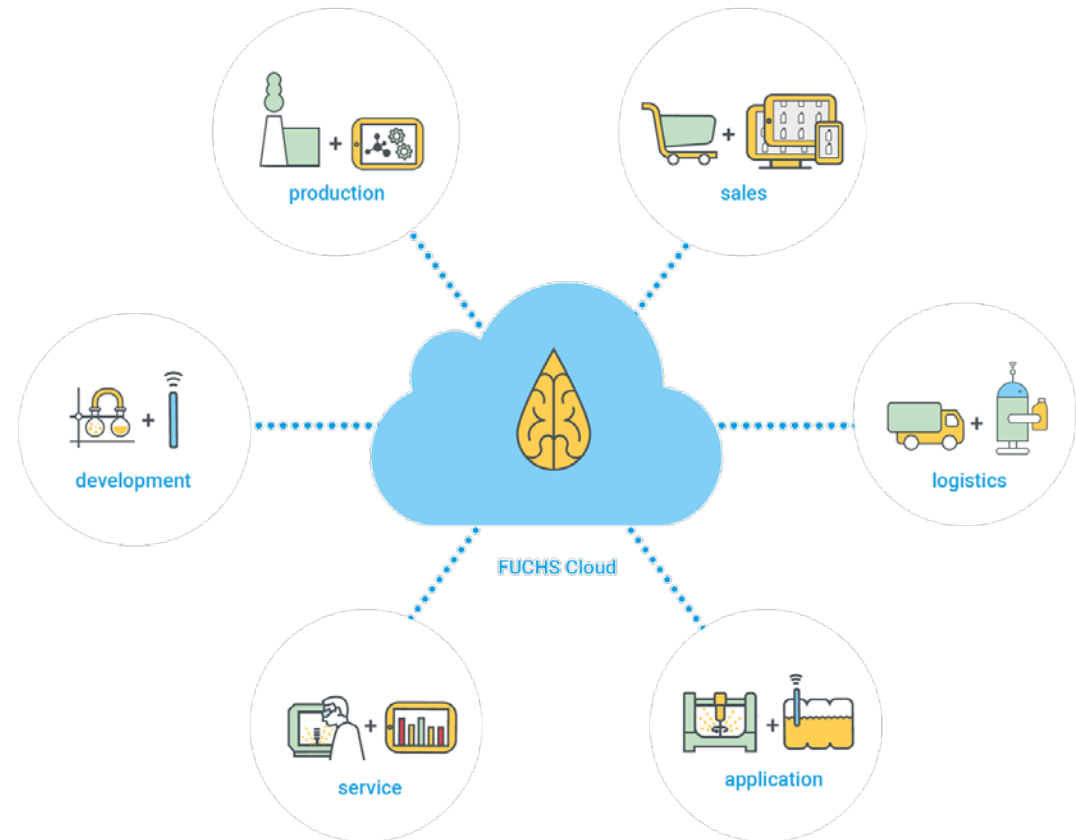 production
sales
development
logistics
FUCHS Cloud
service
application